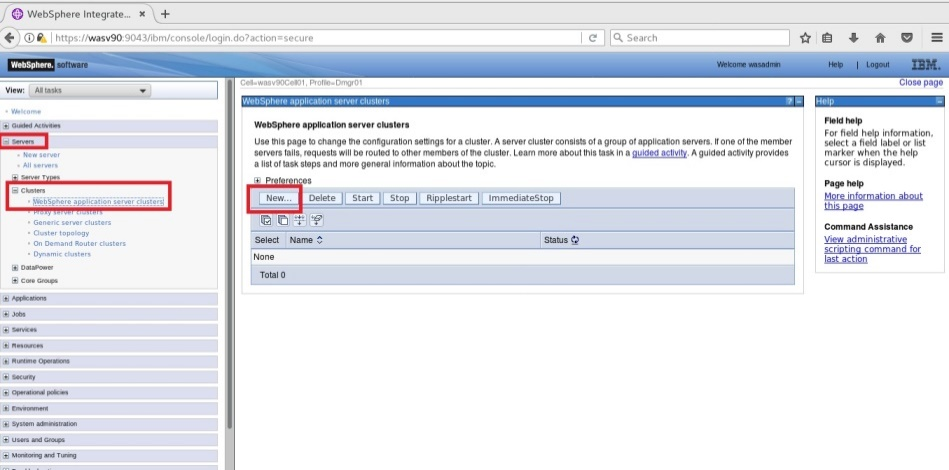 WebSphere Integrate...
https://wasv90:9043/ibm/console/login.do?action=secure
Search
WebSphere. software
Welcome wasadmin
Help | Logout
IBM.
View: All tasks
Welcome
Guided Activities
Servers
New server
All servers
Server Types
Clusters
WebSphere application server clusters
Proxy server clusters
Generic server clusters
Cluster topology
On Demand Router clusters
Dynamic clusters
DataPower
Core Groups
Applications
Jobs
Services
Resources
Runtime Operations
Security
Operational policies
Environment
System administration
Users and Groups
Monitoring and Tuning
Cell=wasv90Cell01, Profile=Dmgr01
Close page
WebSphere application server clusters
WebSphere application server clusters
Use this page to change the configuration settings for a cluster. A server cluster consists of a group of application servers. If one of the member
servers fails, requests will be routed to other members of the cluster. Learn more about this task in a guided activity. A guided activity provides
a list of task steps and more general information about the topic.
Preferences
New... Delete Start Stop Ripplestart ImmediateStop
Select Name Status
None
Total 0
Help
Field help
For field help information,
select a field label or list
marker when the help
cursor is displayed.
Page help
More information about
this page
Command Assistance
View administrative
scripting command for
last action